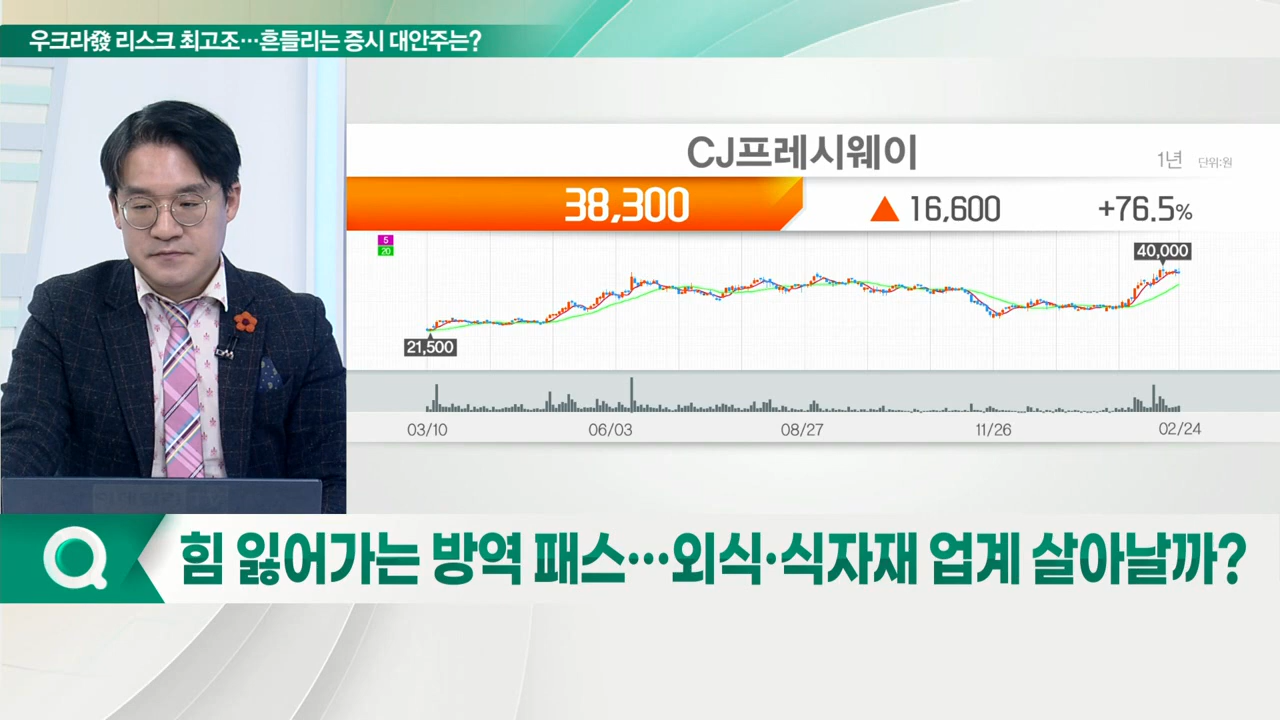 우크라發 리스크 최고조…흔들리는 증시 대안주는?
CJ프레시웨이
1년 단위:원
38,300 ▲ 16,600 +76.5%
5
20
40,000
21,500
03/10 06/03 08/27 11/26 02/24
Q 힘 잃어가는 방역 패스…외식·식자재 업계 살아날까?